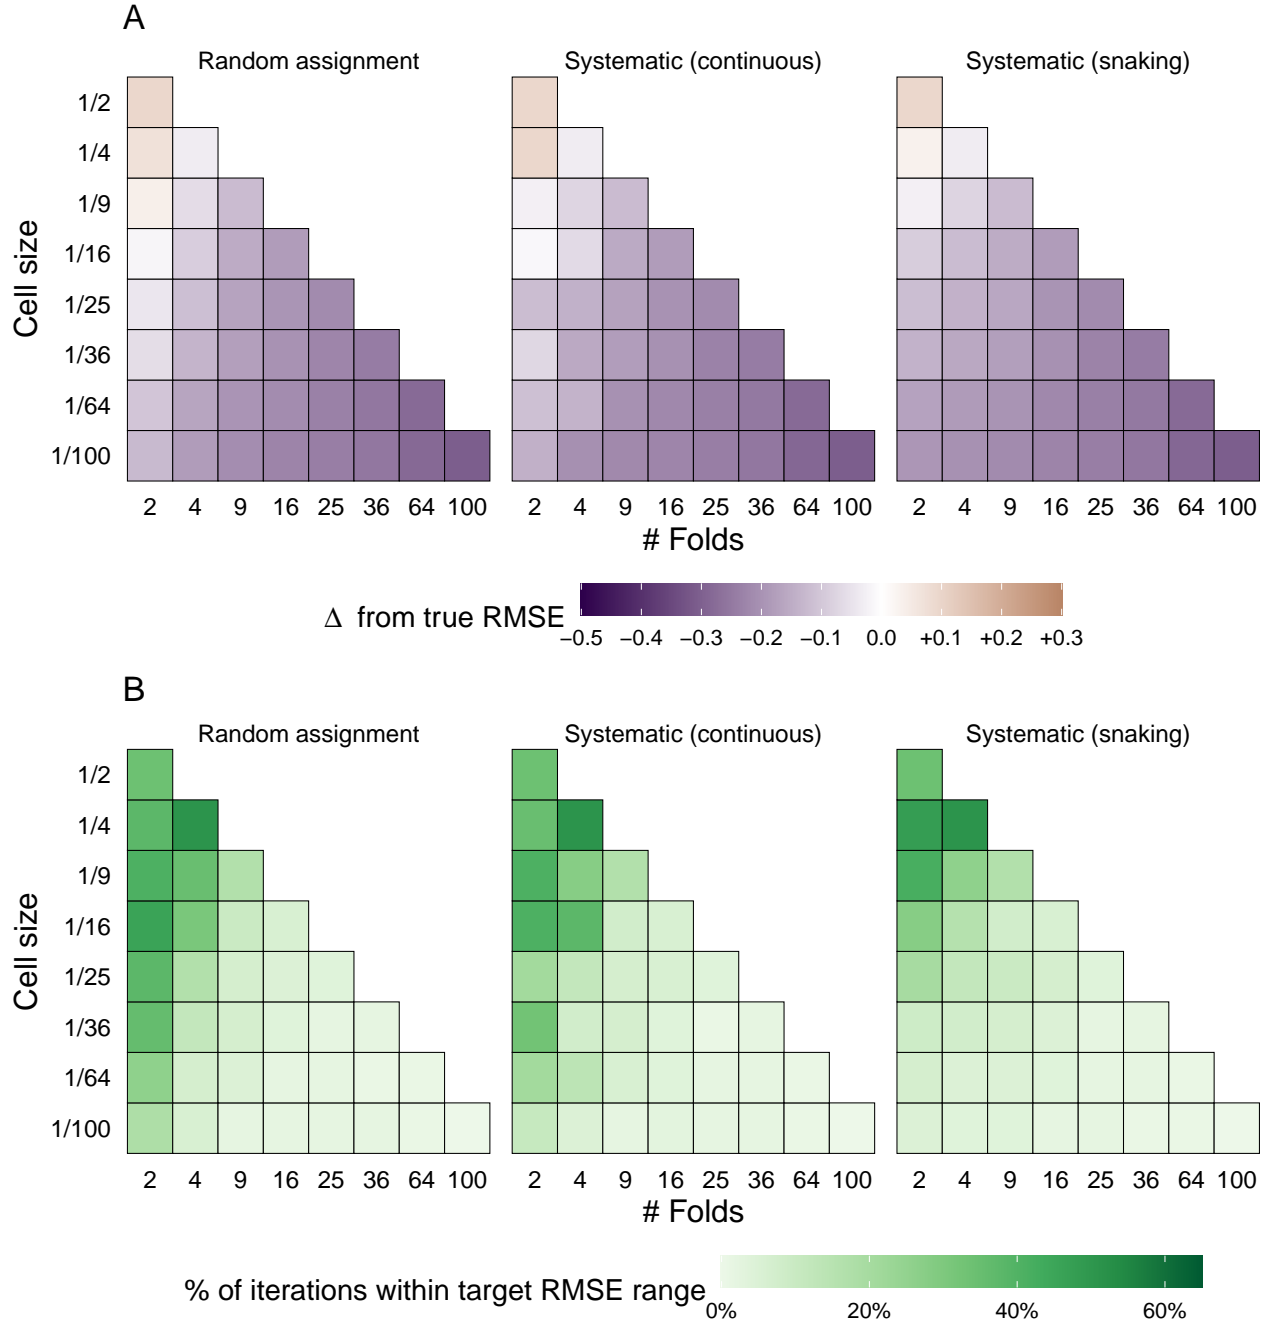 A
Random assignment Systematic (continuous) Systematic (snaking)
Cell size
1/2
1/4
1/9
1/16
1/25
1/36
1/64
1/100
2 4 9 16 25 36 64 100 2 4 9 16 25 36 64 100 2 4 9 16 25 36 64 100
# Folds
Δ from true RMSE
−0.5 −0.4 −0.3 −0.2 −0.1 0.0 +0.1 +0.2 +0.3
B
Random assignment Systematic (continuous) Systematic (snaking)
Cell size
1/2
1/4
1/9
1/16
1/25
1/36
1/64
1/100
2 4 9 16 25 36 64 100 2 4 9 16 25 36 64 100 2 4 9 16 25 36 64 100
# Folds
% of iterations within target RMSE range
0% 20% 40% 60%